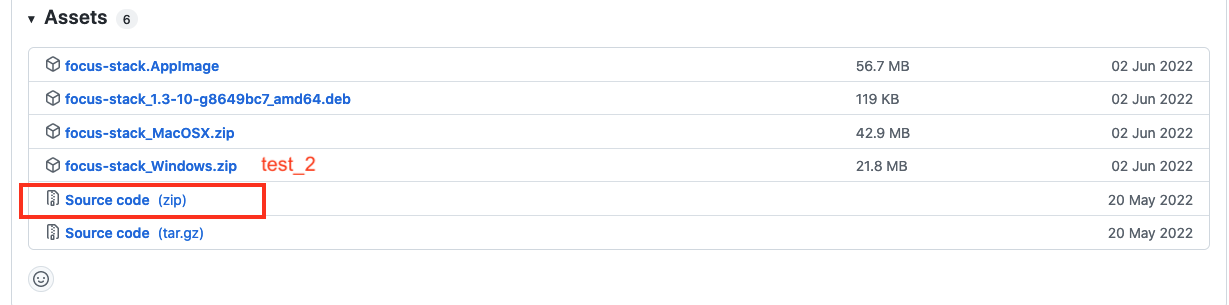 Assets 6
focus-stack.AppImage 56.7 MB 02 Jun 2022
focus-stack_1.3-10-g8649bc7_amd64.deb 119 KB 02 Jun 2022
focus-stack_MacOSX.zip 42.9 MB 02 Jun 2022
focus-stack_Windows.zip test_2 21.8 MB 02 Jun 2022
Source code (zip) 20 May 2022
Source code (tar.gz) 20 May 2022